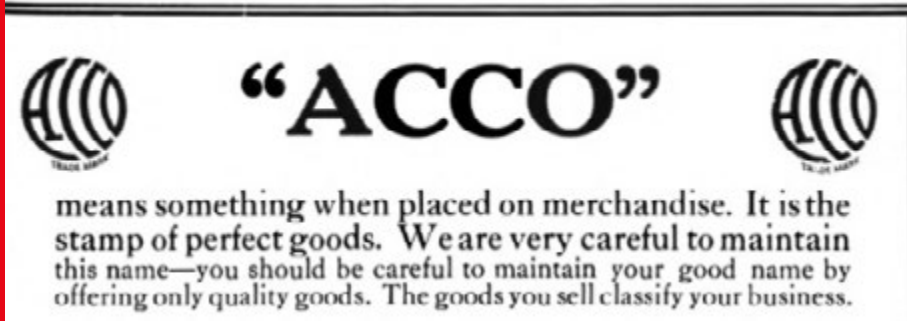 "ACCO"
ACCO
TRADE MARK
ACCO
TRADE MARK
means something when placed on merchandise. It is the
stamp of perfect goods. We are very careful to maintain
this name—you should be careful to maintain your good name by
offering only quality goods. The goods you sell classify your business.